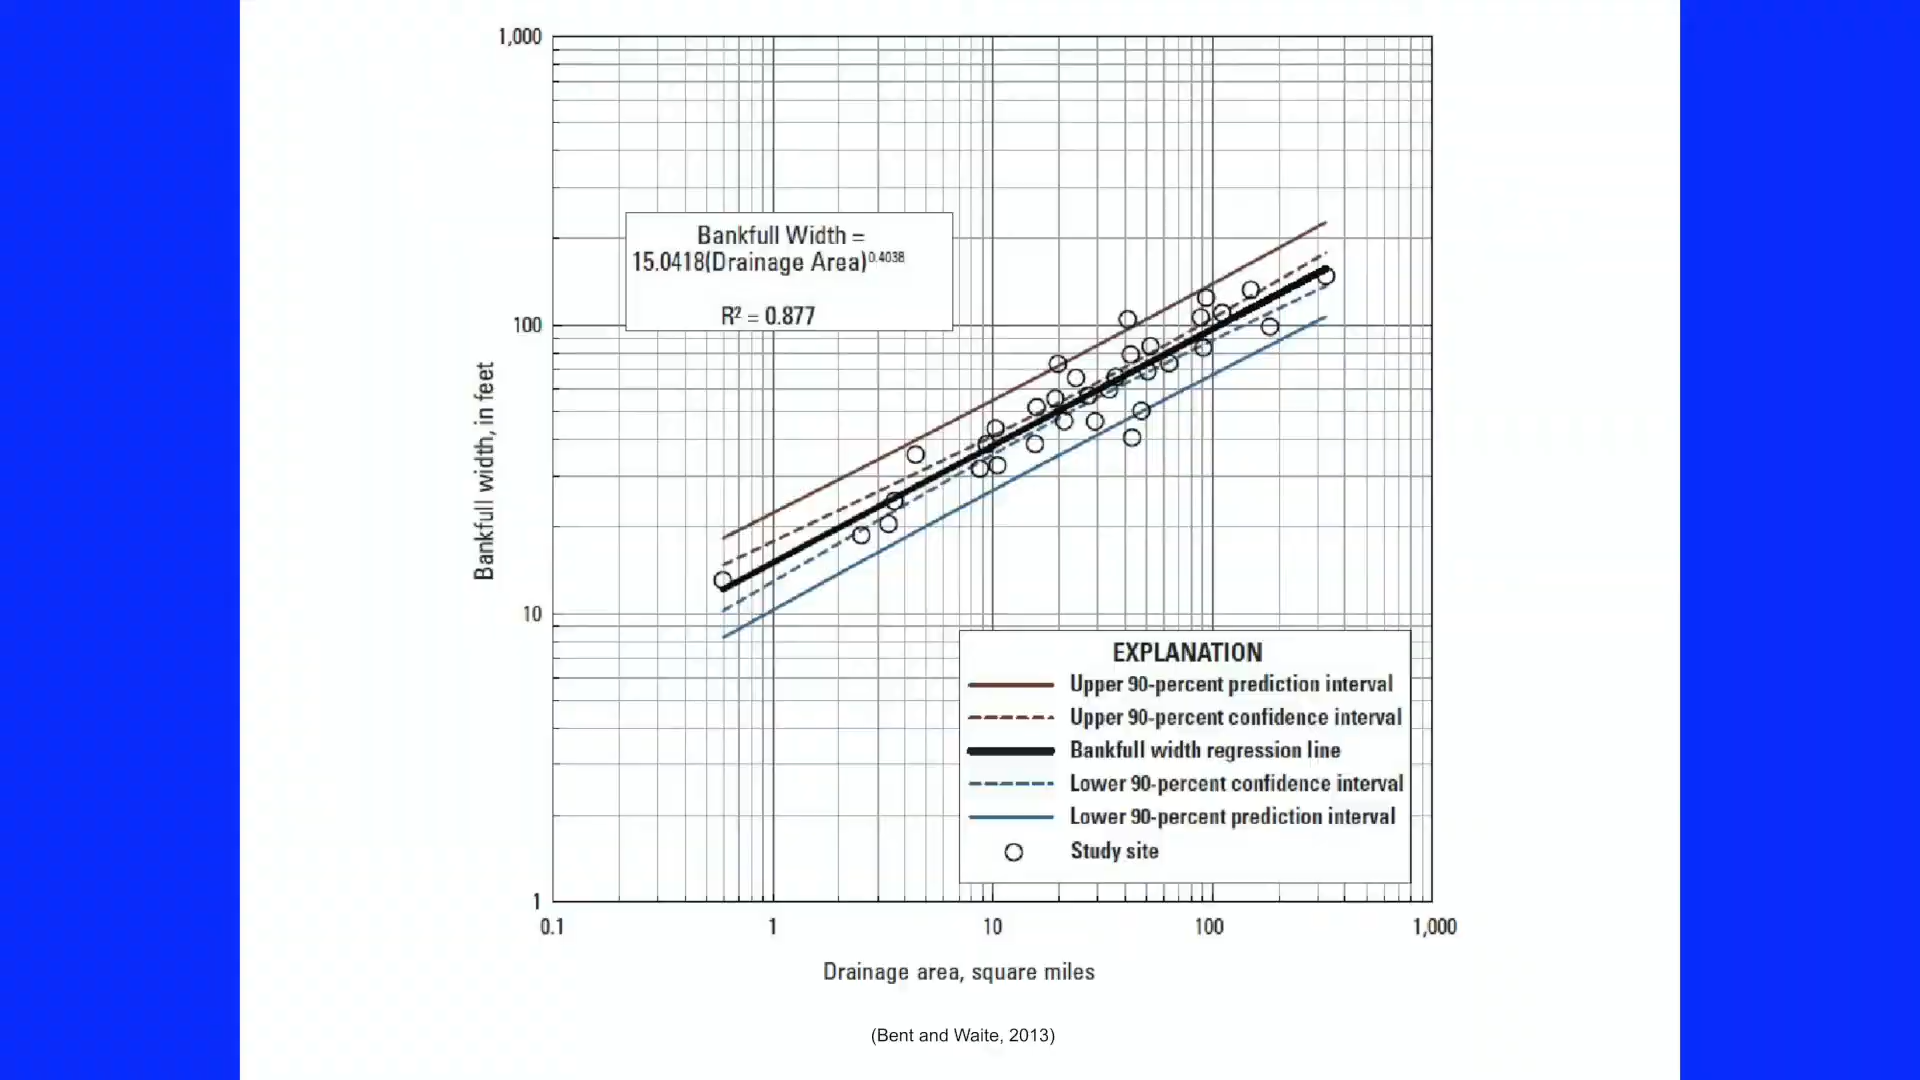 1,000
Bankfull Width =
15.0418(Drainage Area)0.4038
R² = 0.877
100
Bankfull width, in feet
10
EXPLANATION
Upper 90-percent prediction interval
Upper 90-percent confidence interval
Bankfull width regression line
Lower 90-percent confidence interval
Lower 90-percent prediction interval
Study site
1
0.1 1 10 100 1,000
Drainage area, square miles
(Bent and Waite, 2013)